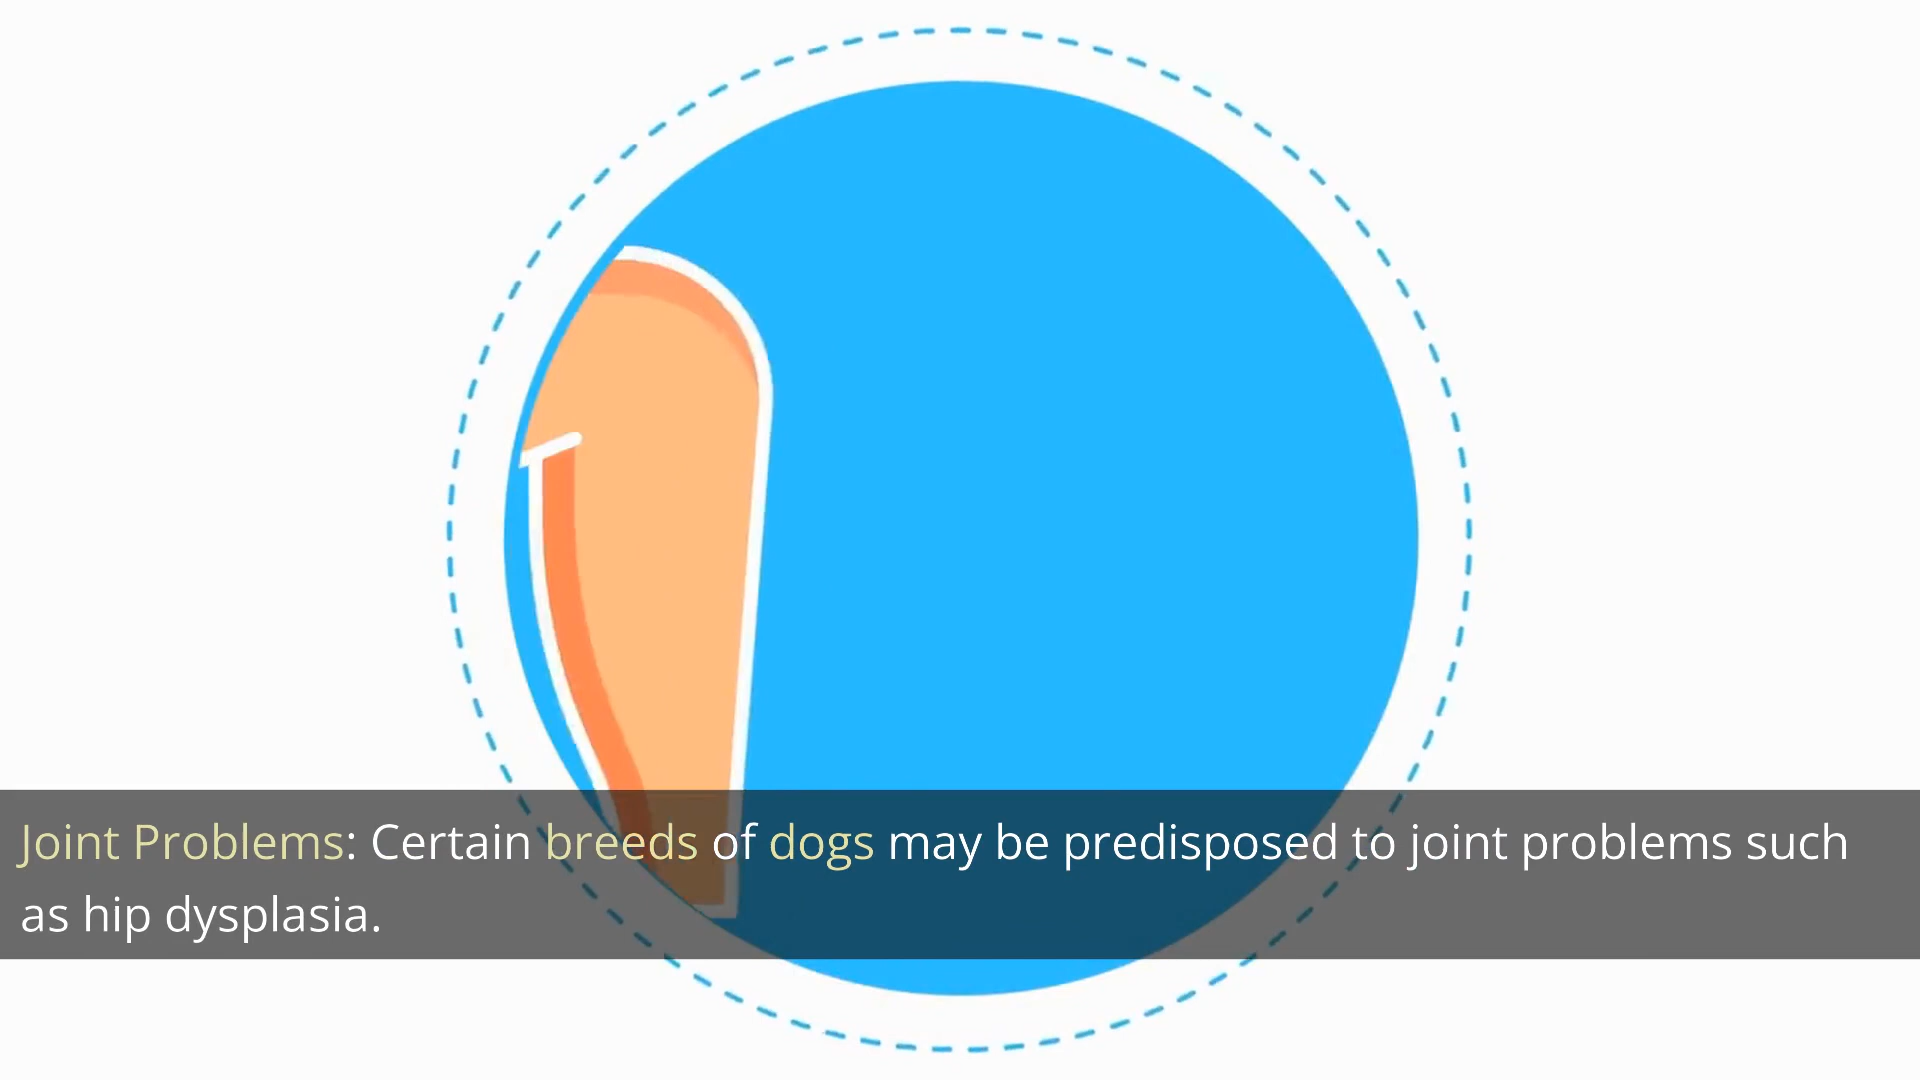 Joint Problems: Certain breeds of dogs may be predisposed to joint problems such
as hip dysplasia.